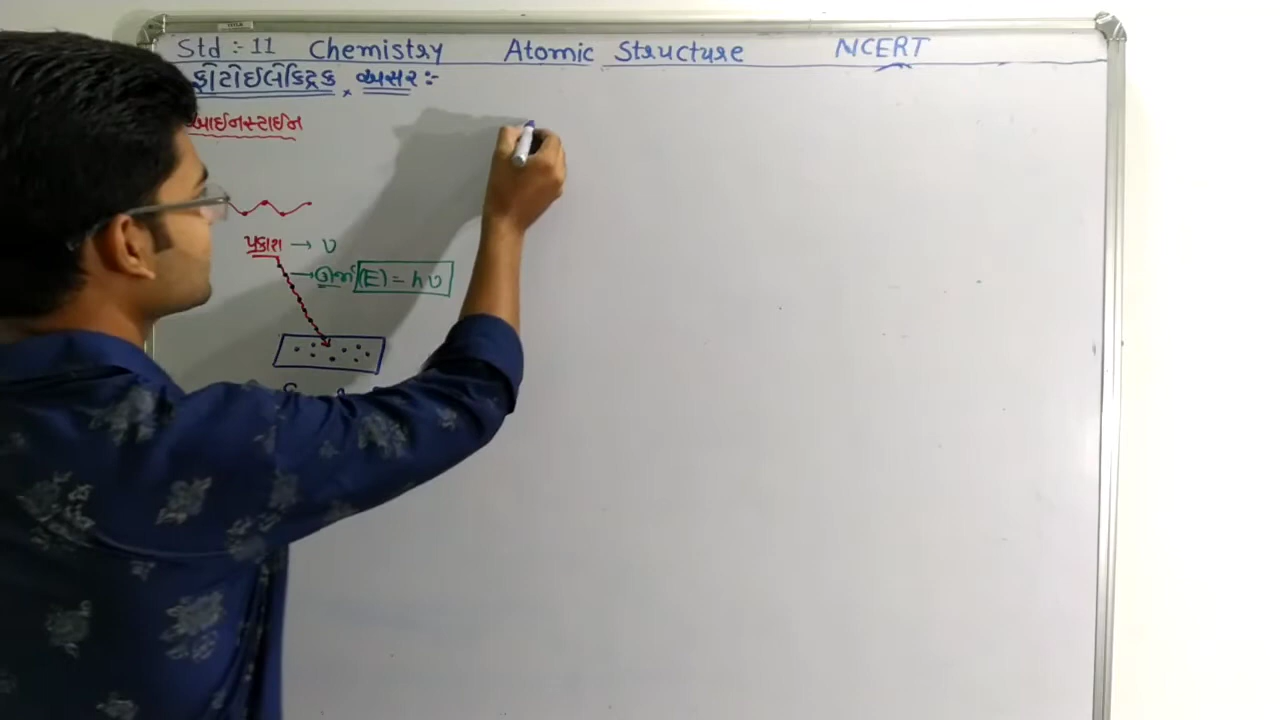 Std :- 11 Chemistry Atomic Structure NCERT
ફોટોઈલેક્ટ્રિક અસર :-
આઈનસ્ટાઈન
પ્રકાશ → ν
→ ઊર્જા (E) = hν